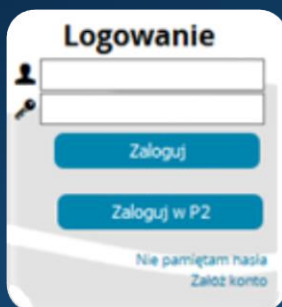 Logowanie
Zaloguj
Zaloguj w P2
Nie pamiętam hasła
Załóż konto